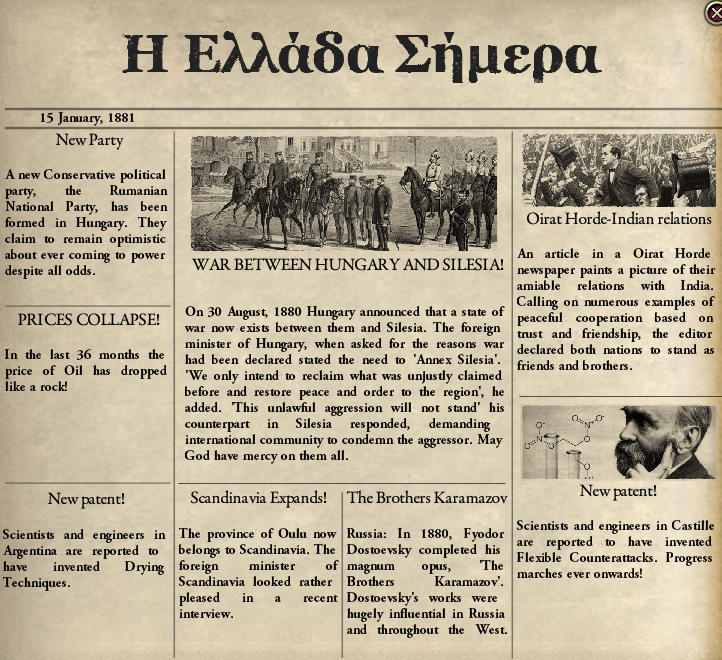 Η Ελλάδα Σήμερα
15 January, 1881
New Party
A new Conservative political
party, the Rumanian
National Party, has been
formed in Hungary. They
claim to remain optimistic
about ever coming to power
despite all odds.
PRICES COLLAPSE!
In the last 36 months the
price of Oil has dropped
like a rock!
New patent!
Scientists and engineers in
Argentina are reported to
have invented Drying
Techniques.
WAR BETWEEN HUNGARY AND SILESIA!
On 30 August, 1880 Hungary announced that a state of
war now exists between them and Silesia. The foreign
minister of Hungary, when asked for the reasons war
had been declared stated the need to 'Annex Silesia'.
'We only intend to reclaim what was unjustly claimed
before and restore peace and order to the region', he
added. 'This unlawful aggression will not stand' his
counterpart in Silesia responded, demanding
international community to condemn the aggressor. May
God have mercy on them all.
Scandinavia Expands!
The province of Oulu now
belongs to Scandinavia. The
foreign minister of
Scandinavia looked rather
pleased in a recent
interview.
The Brothers Karamazov
Russia: In 1880, Fyodor
Dostoevsky completed his
magnum opus, 'The
Brothers Karamazov'.
Dostoevsky's works were
hugely influential in Russia
and throughout the West.
Oirat Horde-Indian relations
An article in a Oirat Horde
newspaper paints a picture of their
amiable relations with India.
Calling on numerous examples of
peaceful cooperation based on
trust and friendship, the editor
declared both nations to stand as
friends and brothers.
New patent!
Scientists and engineers in Castille
are reported to have invented
Flexible Counterattacks. Progress
marches ever onwards!